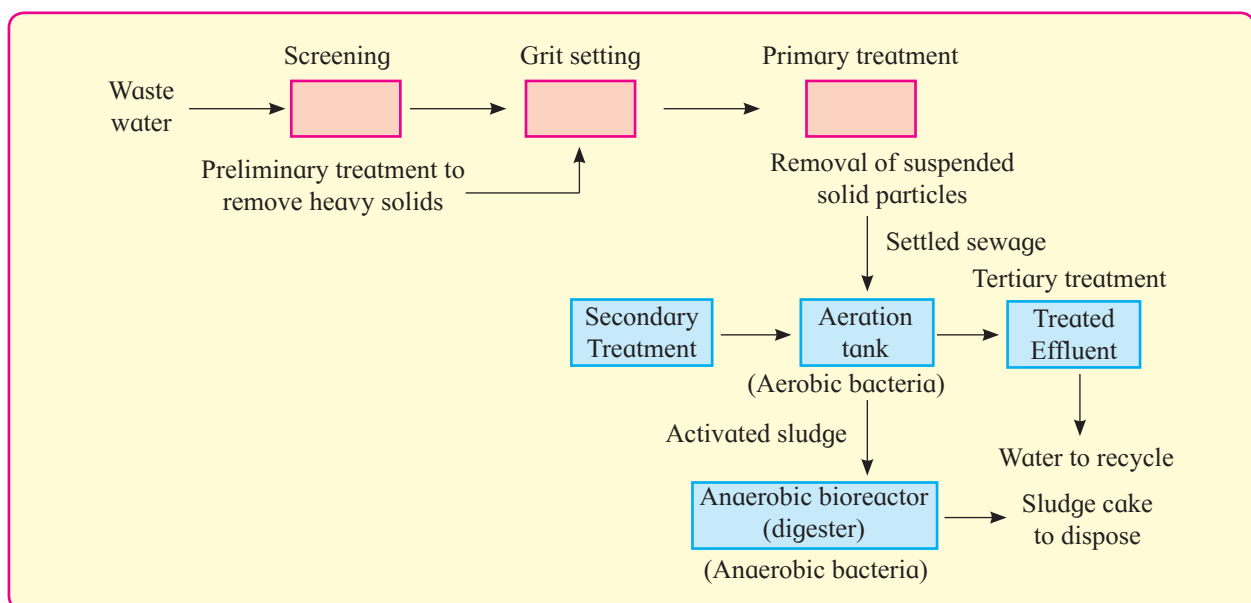 Screening
Grit setting
Primary treatment
Waste
water
Preliminary treatment to
remove heavy solids
Removal of suspended
solid particles
Settled sewage
Tertiary treatment
Secondary
Treatment
Aeration
tank
Treated
Effluent
(Aerobic bacteria)
Activated sludge
Water to recycle
Anaerobic bioreactor
(digester)
Sludge cake
to dispose
(Anaerobic bacteria)